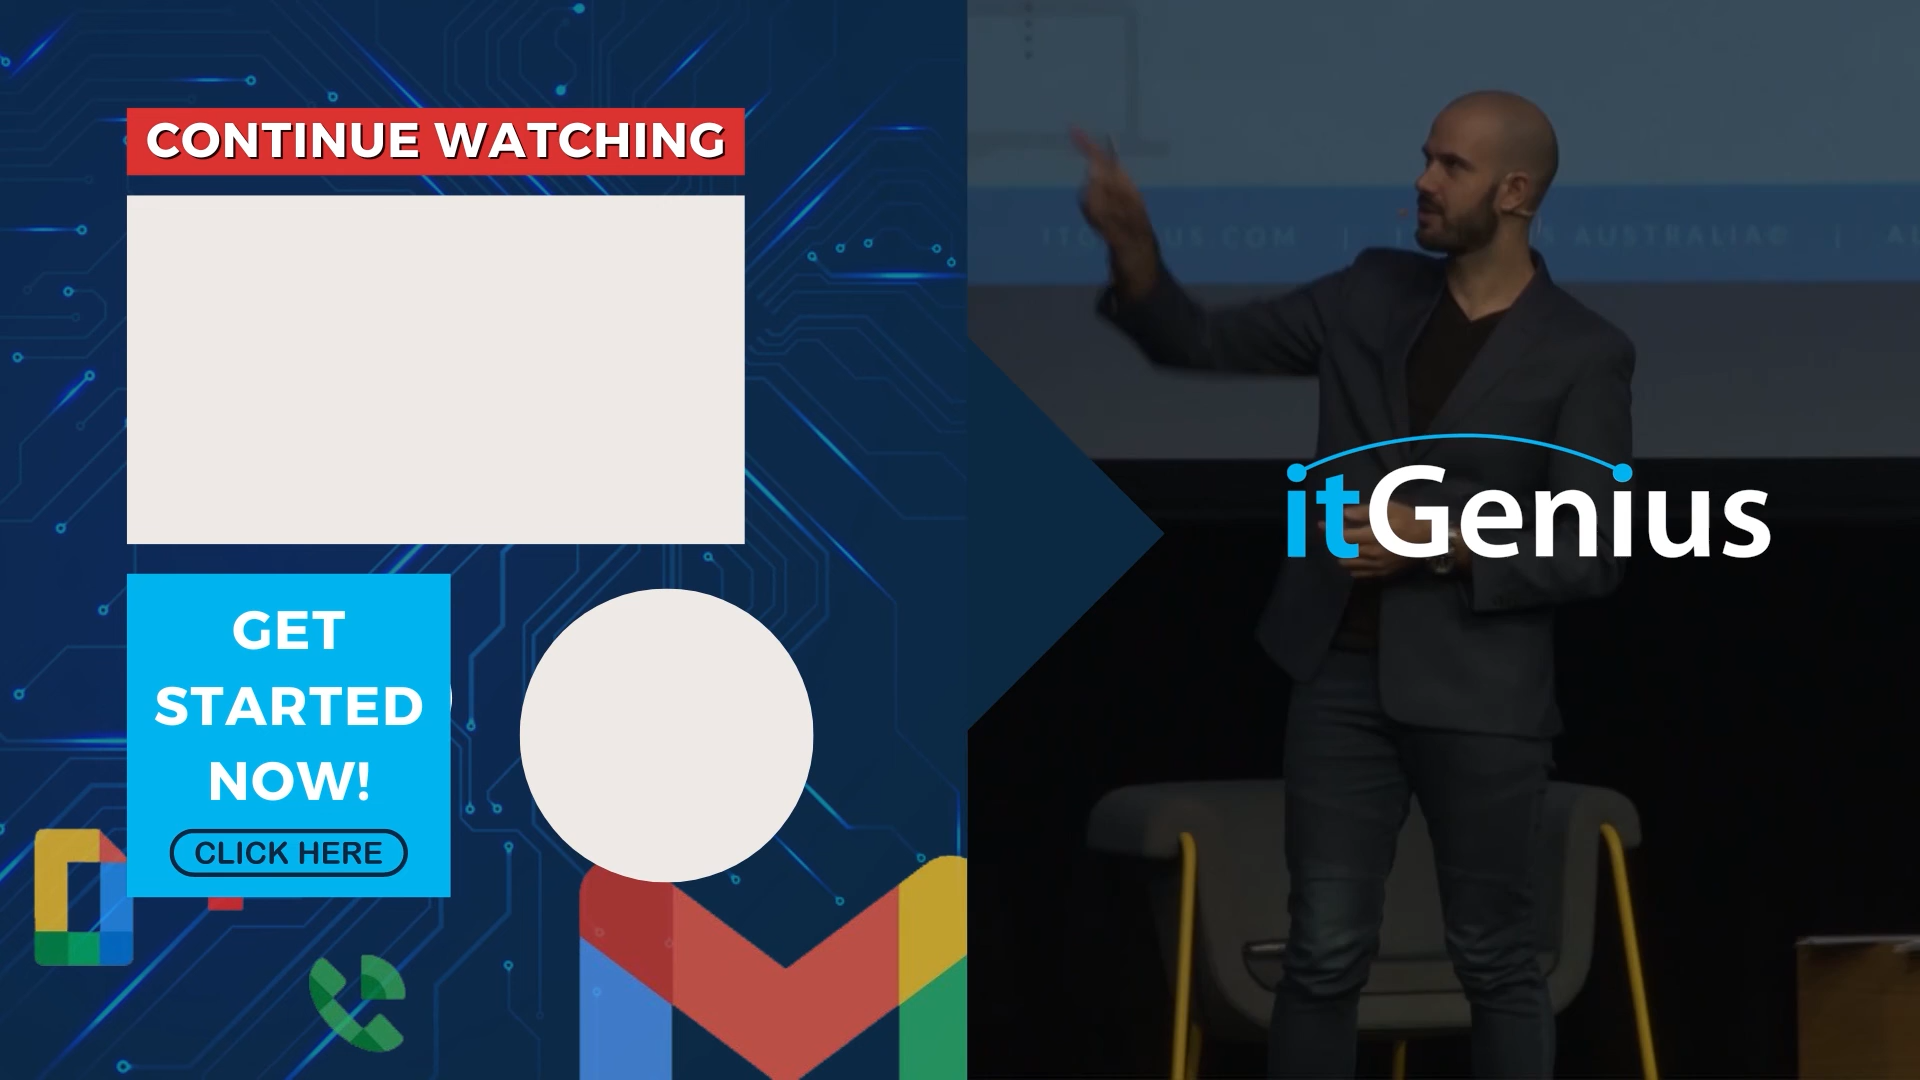 CONTINUE WATCHING
GET
STARTED
NOW!
CLICK HERE
itGenius